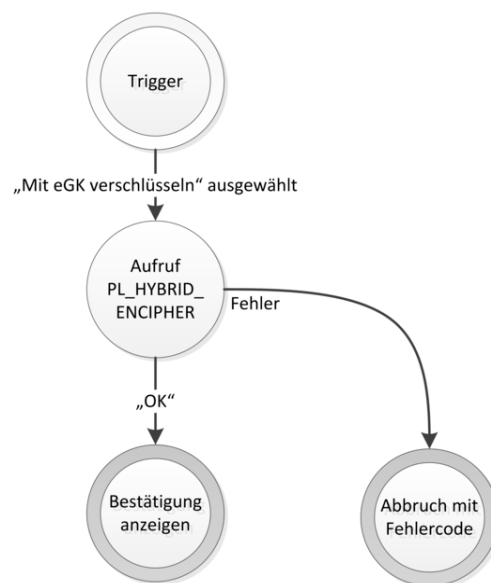 Trigger
„Mit eGK verschlüsseln“ ausgewählt
Aufruf
PL_HYBRID_
ENCIPHER
Fehler
„OK“
Bestätigung
anzeigen
Abbruch mit
Fehlercode